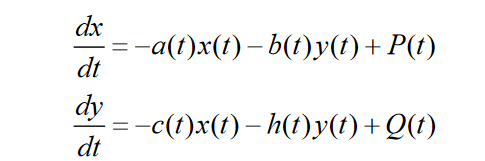 dx/dt = −a(t)x(t) − b(t)y(t) + P(t)
dy/dt = −c(t)x(t) − h(t)y(t) + Q(t)